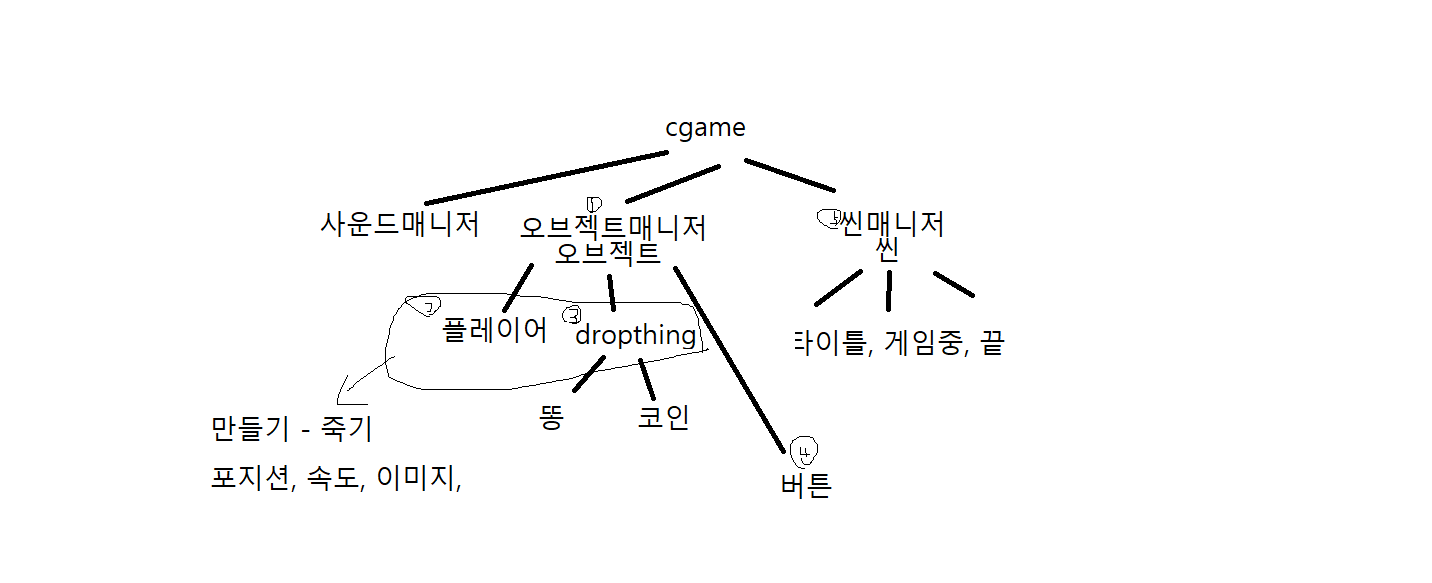 cgame
사운드매니저
① 오브젝트매니저
오브젝트
⑤ 씬매니저
씬
② 플레이어
③ dropthing
타이틀, 게임중, 끝
똥
코인
만들기 - 죽기
포지션, 속도, 이미지,
④
버튼